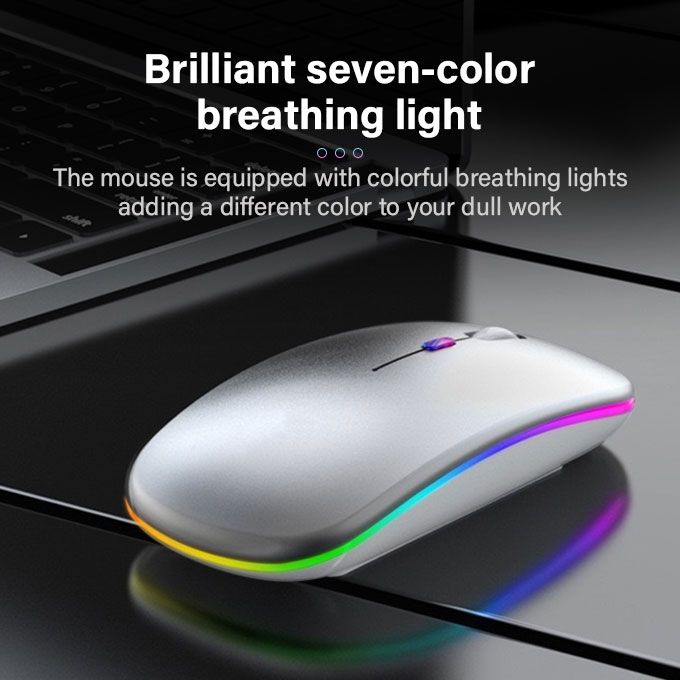 Brilliant seven-color
breathing light
The mouse is equipped with colorful breathing lights
adding a different color to your dull work
shift